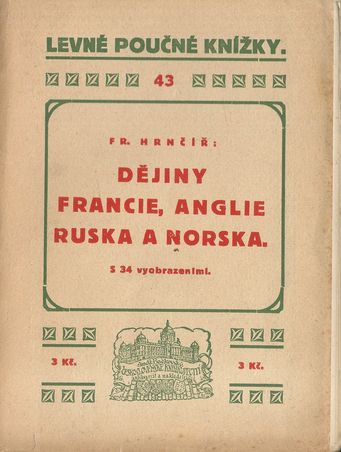 LEVNÉ POUČNÉ KNÍŽKY.
43
FR. HRNČÍŘ:
DĚJINY
FRANCIE, ANGLIE
RUSKA A NORSKA.
S 34 vyobrazeními.
3 Kč.
3 Kč.